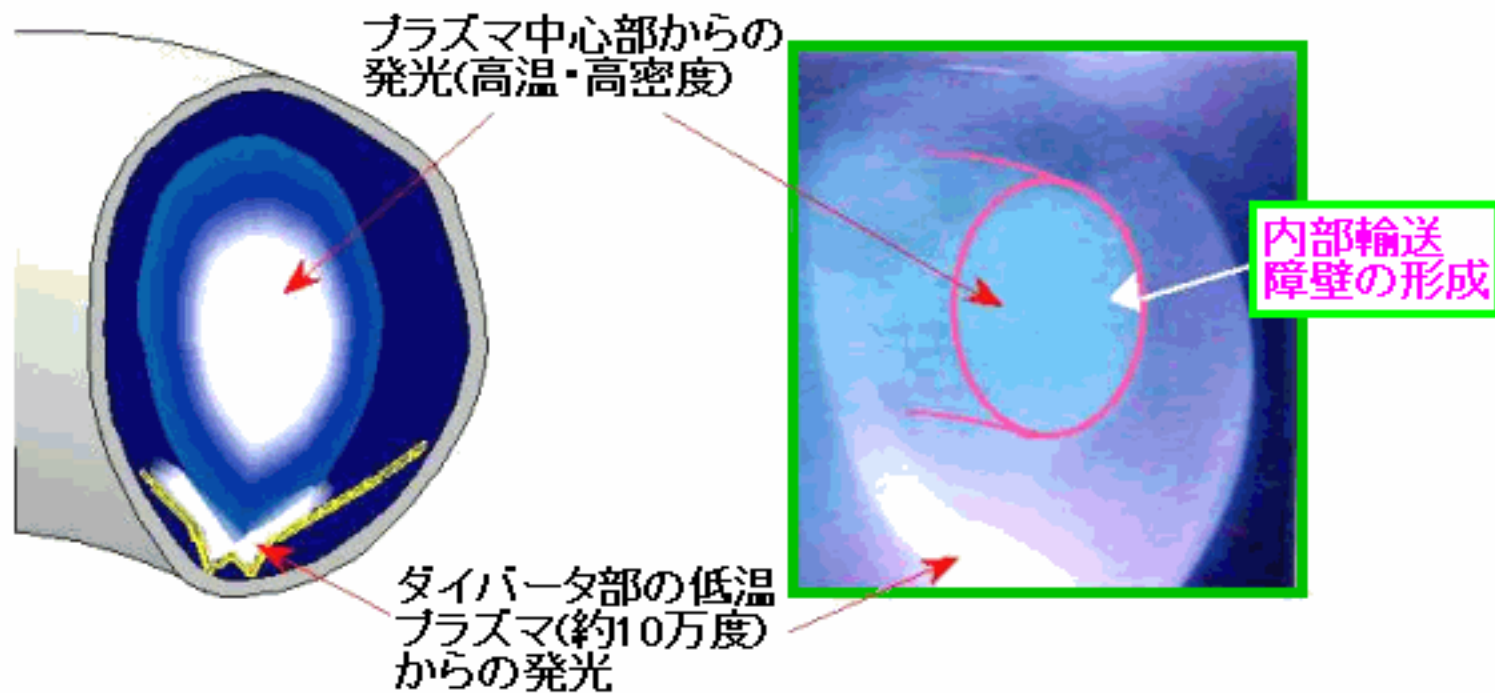 プラズマ中心部からの
発光(高温・高密度)
内部輸送
障壁の形成
ダイバータ部の低温
プラズマ(約10万度)
からの発光